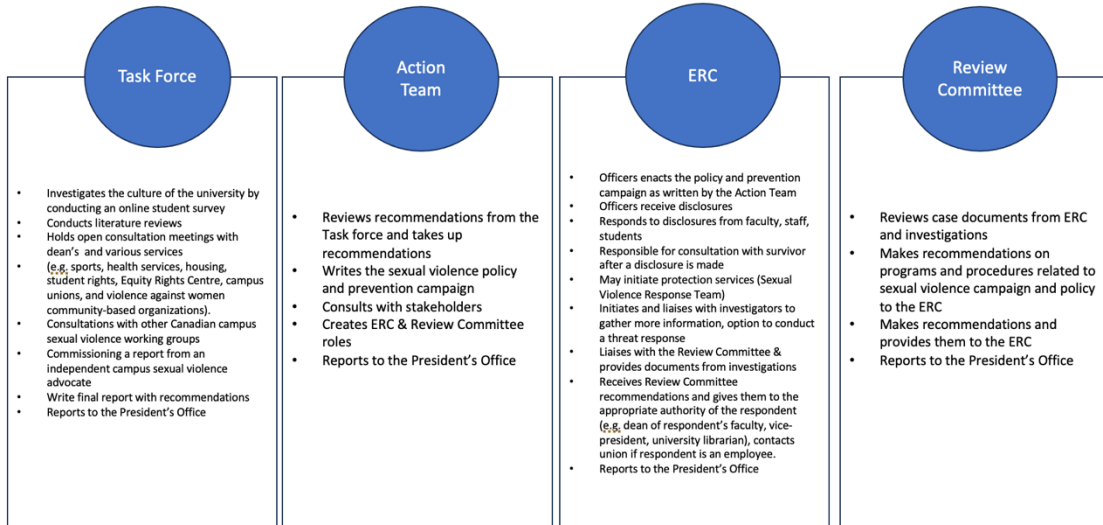 Task Force
• Investigates the culture of the university by
conducting an online student survey
• Conducts literature reviews
• Holds open consultation meetings with
dean's and various services
• (e.g. sports, health services, housing,
student rights, Equity Rights Centre, campus
unions, and violence against women
community-based organizations).
• Consultations with other Canadian campus
sexual violence working groups
• Commissioning a report from an
independent campus sexual violence
advocate
• Write final report with recommendations
• Reports to the President's Office
Action
Team
• Reviews recommendations from the
Task force and takes up
recommendations
• Writes the sexual violence policy
and prevention campaign
• Consults with stakeholders
• Creates ERC & Review Committee
roles
• Reports to the President's Office
ERC
• Officers enacts the policy and prevention
campaign as written by the Action Team
• Officers receive disclosures
• Responds to disclosures from faculty, staff,
students
• Responsible for consultation with survivor
after a disclosure is made
• May initiate protection services (Sexual
Violence Response Team)
• Initiates and liaises with investigators to
gather more information, option to conduct
a threat response
• Liaises with the Review Committee &
provides documents from investigations
• Receives Review Committee
recommendations and gives them to the
appropriate authority of the respondent
(e.g. dean of respondent's faculty, vice-
president, university librarian), contacts
union if respondent is an employee.
• Reports to the President's Office
Review
Committee
• Reviews case documents from ERC
and investigations
• Makes recommendations on
programs and procedures related to
sexual violence campaign and policy
to the ERC
• Makes recommendations and
provides them to the ERC
• Reports to the President's Office